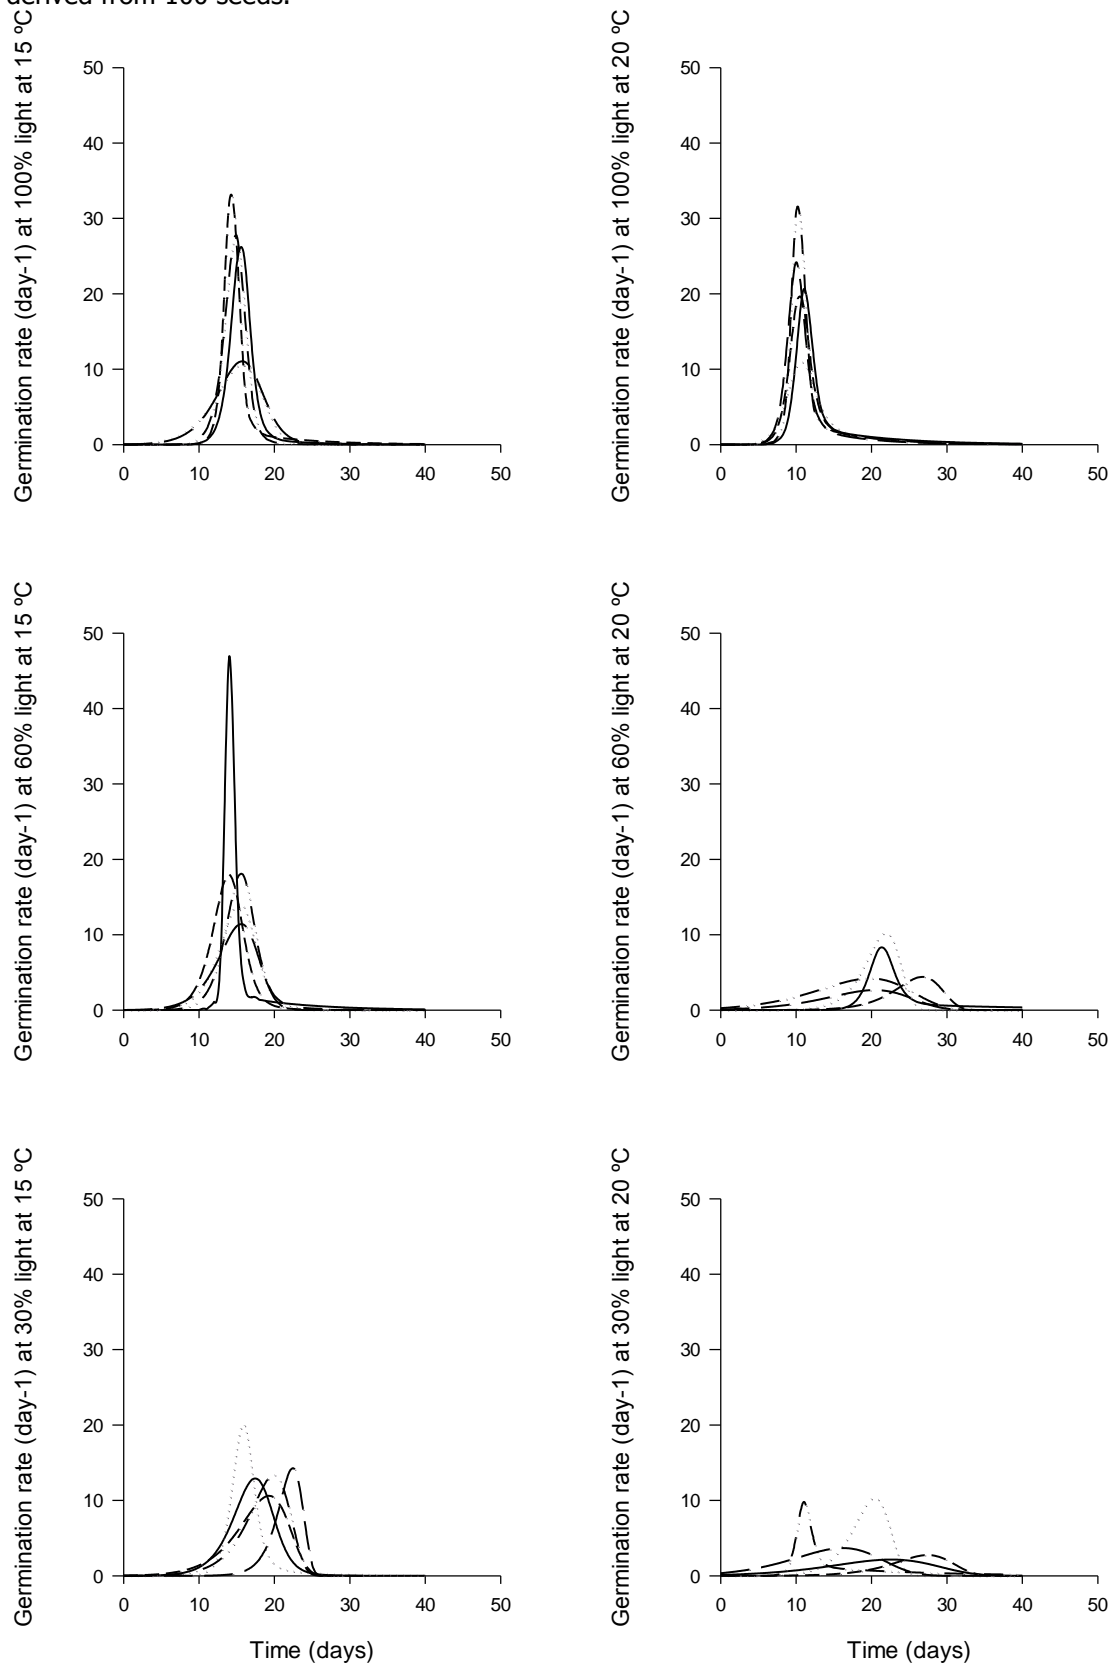 derived from 100 seeds.
Germination rate (day-1) at 100% light at 15 ºC
50
40
30
20
10
0
0 10 20 30 40 50
Germination rate (day-1) at 100% light at 20 ºC
50
40
30
20
10
0
0 10 20 30 40 50
Germination rate (day-1) at 60% light at 15 ºC
50
40
30
20
10
0
0 10 20 30 40 50
Germination rate (day-1) at 60% light at 20 ºC
50
40
30
20
10
0
0 10 20 30 40 50
Germination rate (day-1) at 30% light at 15 ºC
50
40
30
20
10
0
0 10 20 30 40 50
Time (days)
Germination rate (day-1) at 30% light at 20 ºC
50
40
30
20
10
0
0 10 20 30 40 50
Time (days)